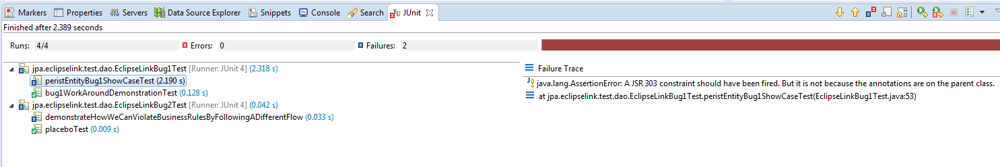 Markers Properties Servers Data Source Explorer Snippets Console Search JUnit
Finished after 2.389 seconds
Runs: 4/4 Errors: 0 Failures: 2
jpa.eclipselink.test.dao.EclipseLinkBug1Test [Runner: JUnit 4] (2.318 s)
peristEntityBug1ShowCaseTest (2.190 s)
bug1WorkAroundDemonstrationTest (0.128 s)
jpa.eclipselink.test.dao.EclipseLinkBug2Test [Runner: JUnit 4] (0.042 s)
demonstrateHowWeCanViolateBusinessRulesByFollowingADifferentFlow (0.033 s)
placeboTest (0.009 s)
Failure Trace
java.lang.AssertionError: A JSR 303 constraint should have been fired. But it is not because the annotations are on the parent class.
at jpa.eclipselink.test.dao.EclipseLinkBug1Test.peristEntityBug1ShowCaseTest(EclipseLinkBug1Test.java:53)